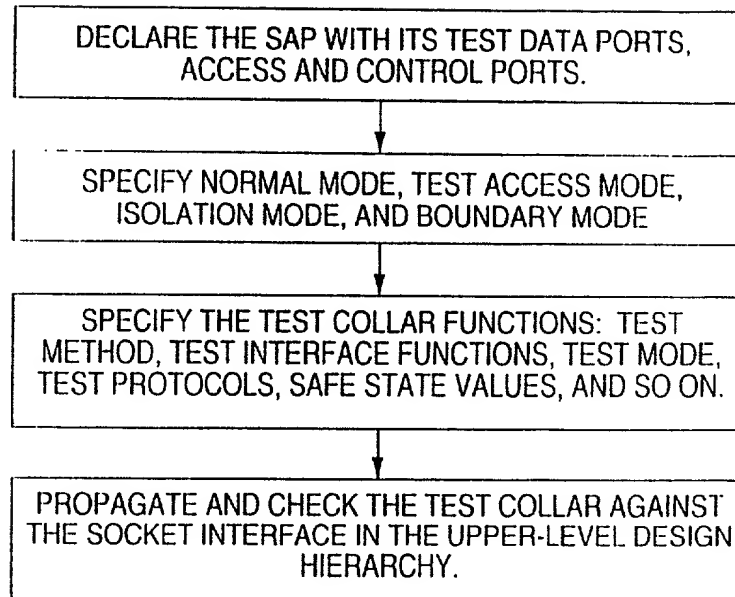 DECLARE THE SAP WITH ITS TEST DATA PORTS,
ACCESS AND CONTROL PORTS.
SPECIFY NORMAL MODE, TEST ACCESS MODE,
ISOLATION MODE, AND BOUNDARY MODE
SPECIFY THE TEST COLLAR FUNCTIONS: TEST
METHOD, TEST INTERFACE FUNCTIONS, TEST MODE,
TEST PROTOCOLS, SAFE STATE VALUES, AND SO ON.
PROPAGATE AND CHECK THE TEST COLLAR AGAINST
THE SOCKET INTERFACE IN THE UPPER-LEVEL DESIGN
HIERARCHY.